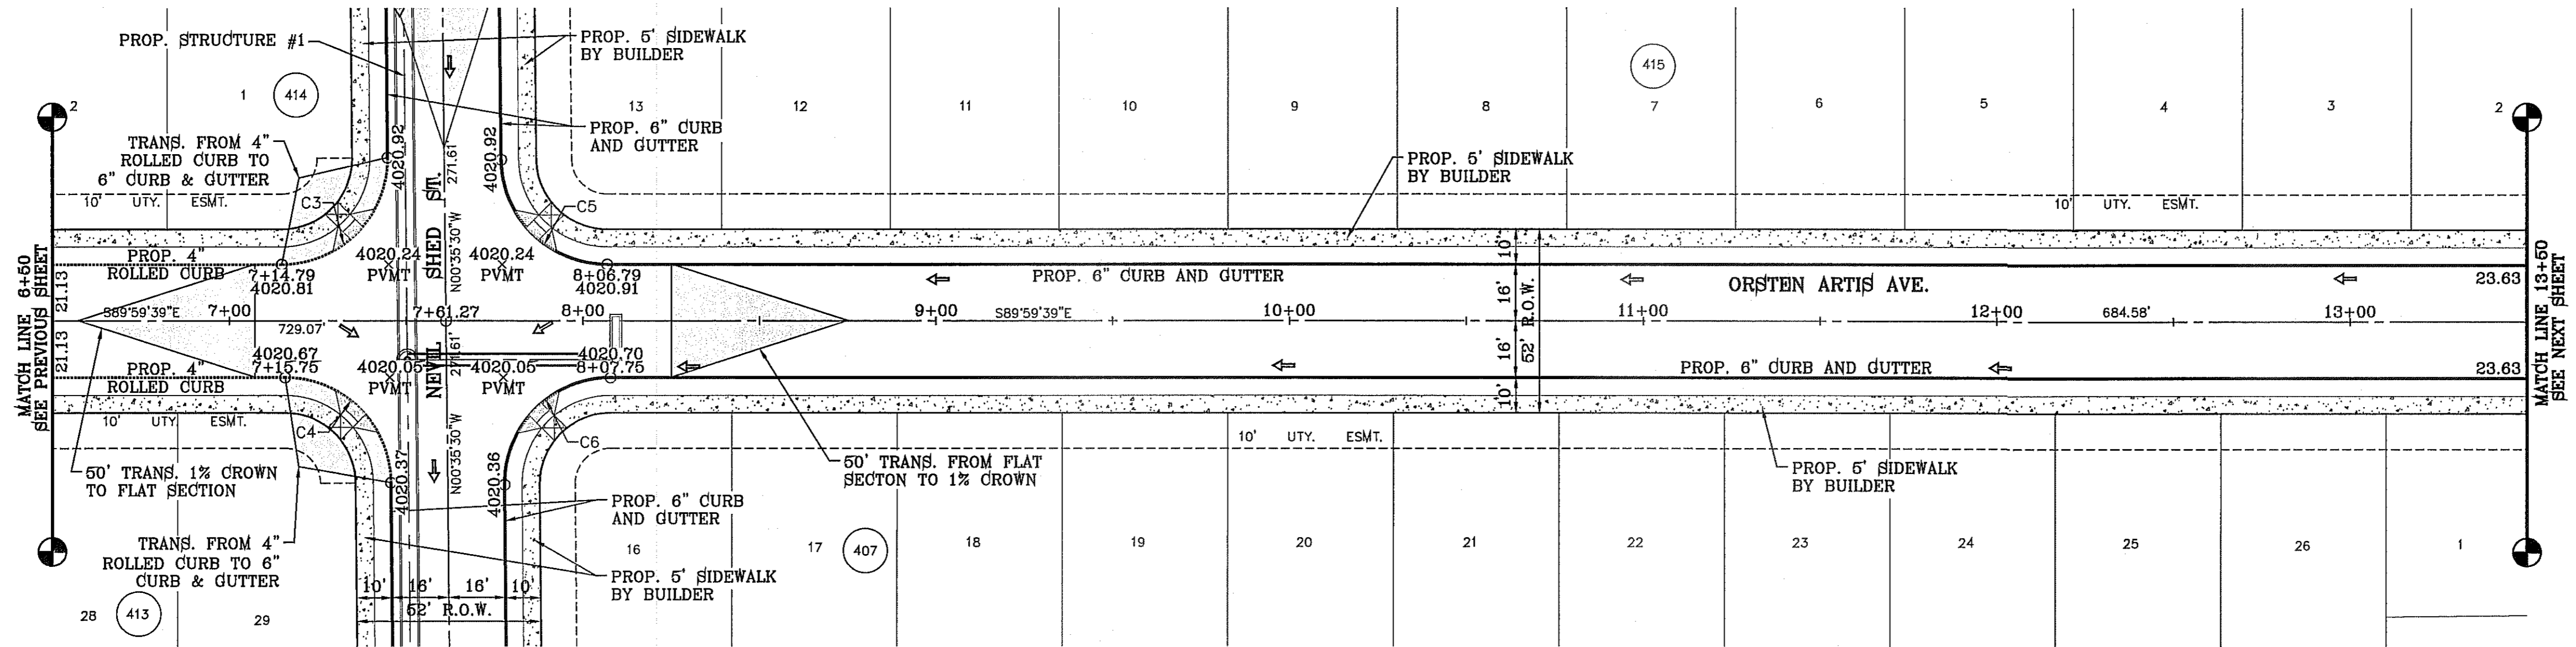 PROP. STRUCTURE #1
PROP. 5' SIDEWALK
BY BUILDER
2
1
414
13
12
11
10
9
8
415
7
6
5
4
3
2
TRANS. FROM 4"
ROLLED CURB TO
6" CURB & GUTTER
PROP. 6" CURB
AND GUTTER
4020.92
271.61'
4020.92
PROP. 5' SIDEWALK
BY BUILDER
10' UTY. ESMT.
C3
C5
10' UTY. ESMT.
NEVIL SHED ST.
N00°35'30"W
MATCH LINE 6+50
SEE PREVIOUS SHEET
PROP. 4"
ROLLED CURB
7+14.79
4020.81
4020.24
PVMT
4020.24
PVMT
8+06.79
4020.91
PROP. 6" CURB AND GUTTER
10'
ORSTEN ARTIS AVE.
23.63
21.13
S89°59'39"E
7+00
729.07'
7+61.27
8+00
9+00
S89°59'39"E
10+00
16'
52' R.O.W.
11+00
12+00
684.58'
13+00
MATCH LINE 13+50
SEE NEXT SHEET
21.13
PROP. 4"
ROLLED CURB
4020.67
7+15.75
4020.05
PVMT
271.61'
4020.05
PVMT
4020.70
8+07.75
16'
PROP. 6" CURB AND GUTTER
23.63
10'
10' UTY. ESMT.
C4
C6
10' UTY. ESMT.
50' TRANS. 1% CROWN
TO FLAT SECTION
4020.37
N00°35'30"W
4020.36
50' TRANS. FROM FLAT
SECTON TO 1% CROWN
PROP. 5' SIDEWALK
BY BUILDER
PROP. 6" CURB
AND GUTTER
TRANS. FROM 4"
ROLLED CURB TO 6"
CURB & GUTTER
16
17
407
18
19
20
21
22
23
24
25
26
1
PROP. 5' SIDEWALK
BY BUILDER
10' 16' 16' 10'
52' R.O.W.
28
413
29